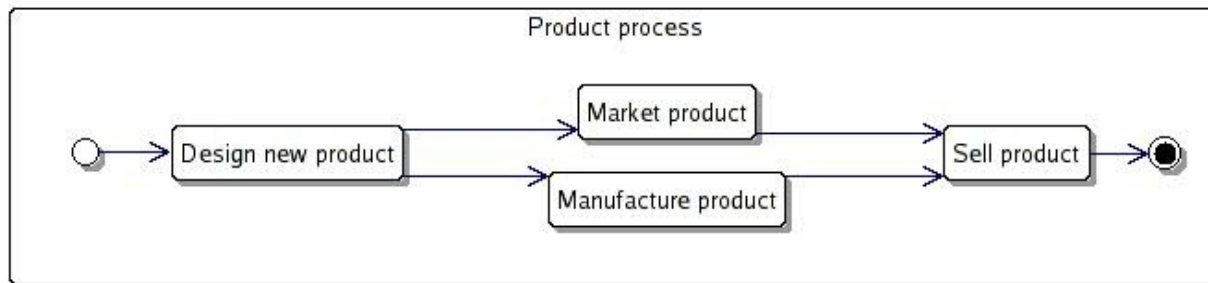 Product process
Design new product
Market product
Manufacture product
Sell product